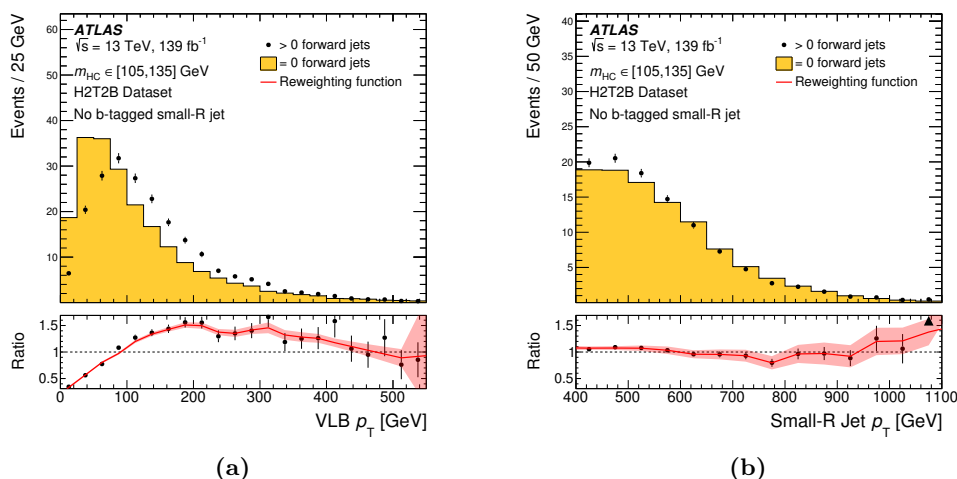 ATLAS
√s = 13 TeV, 139 fb⁻¹
m_HC ∈ [105,135] GeV
H2T2B Dataset
No b-tagged small-R jet
> 0 forward jets
= 0 forward jets
Reweighting function
Events / 25 GeV
60
50
40
30
20
10
Ratio
1.5
1
0.5
0 100 200 300 400 500
VLB p_T [GeV]
(a)
ATLAS
√s = 13 TeV, 139 fb⁻¹
m_HC ∈ [105,135] GeV
H2T2B Dataset
No b-tagged small-R jet
> 0 forward jets
= 0 forward jets
Reweighting function
Events / 50 GeV
40
35
30
25
20
15
10
5
Ratio
1.5
1
0.5
400 500 600 700 800 900 1000 1100
Small-R Jet p_T [GeV]
(b)